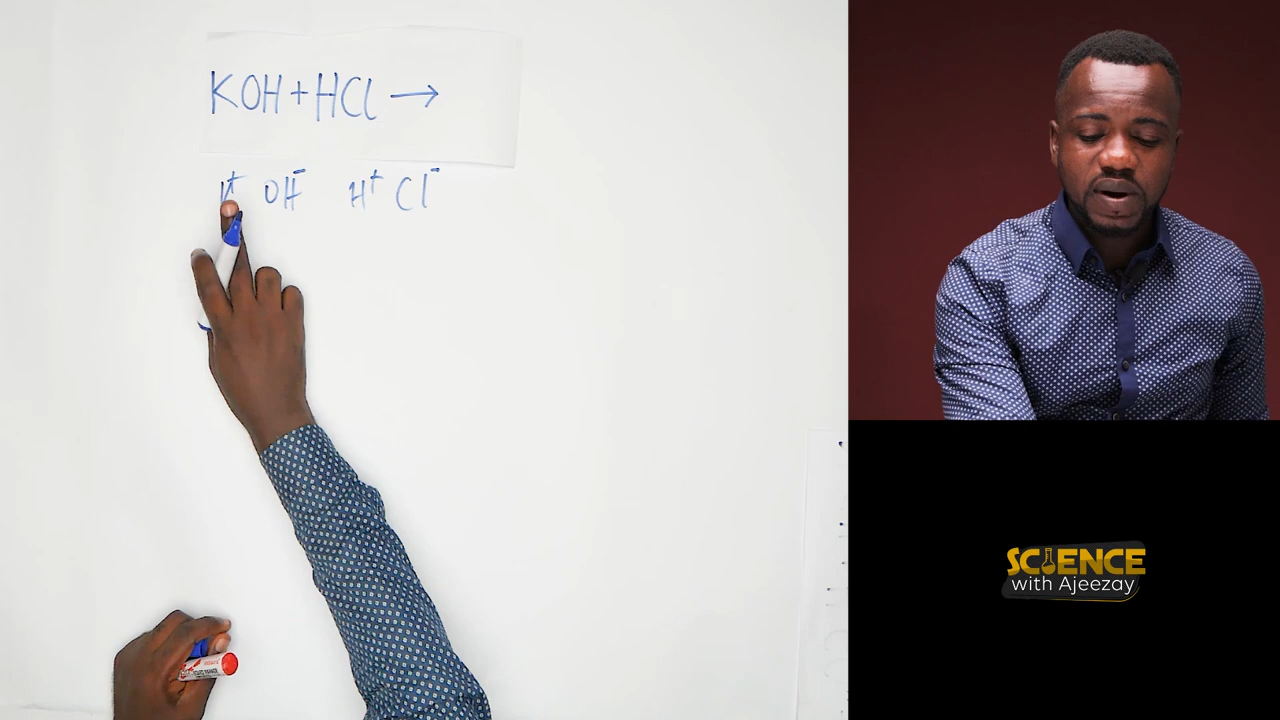 KOH + HCl →
K⁺ OH⁻ H⁺ Cl⁻
SCIENCE
with Ajeezay